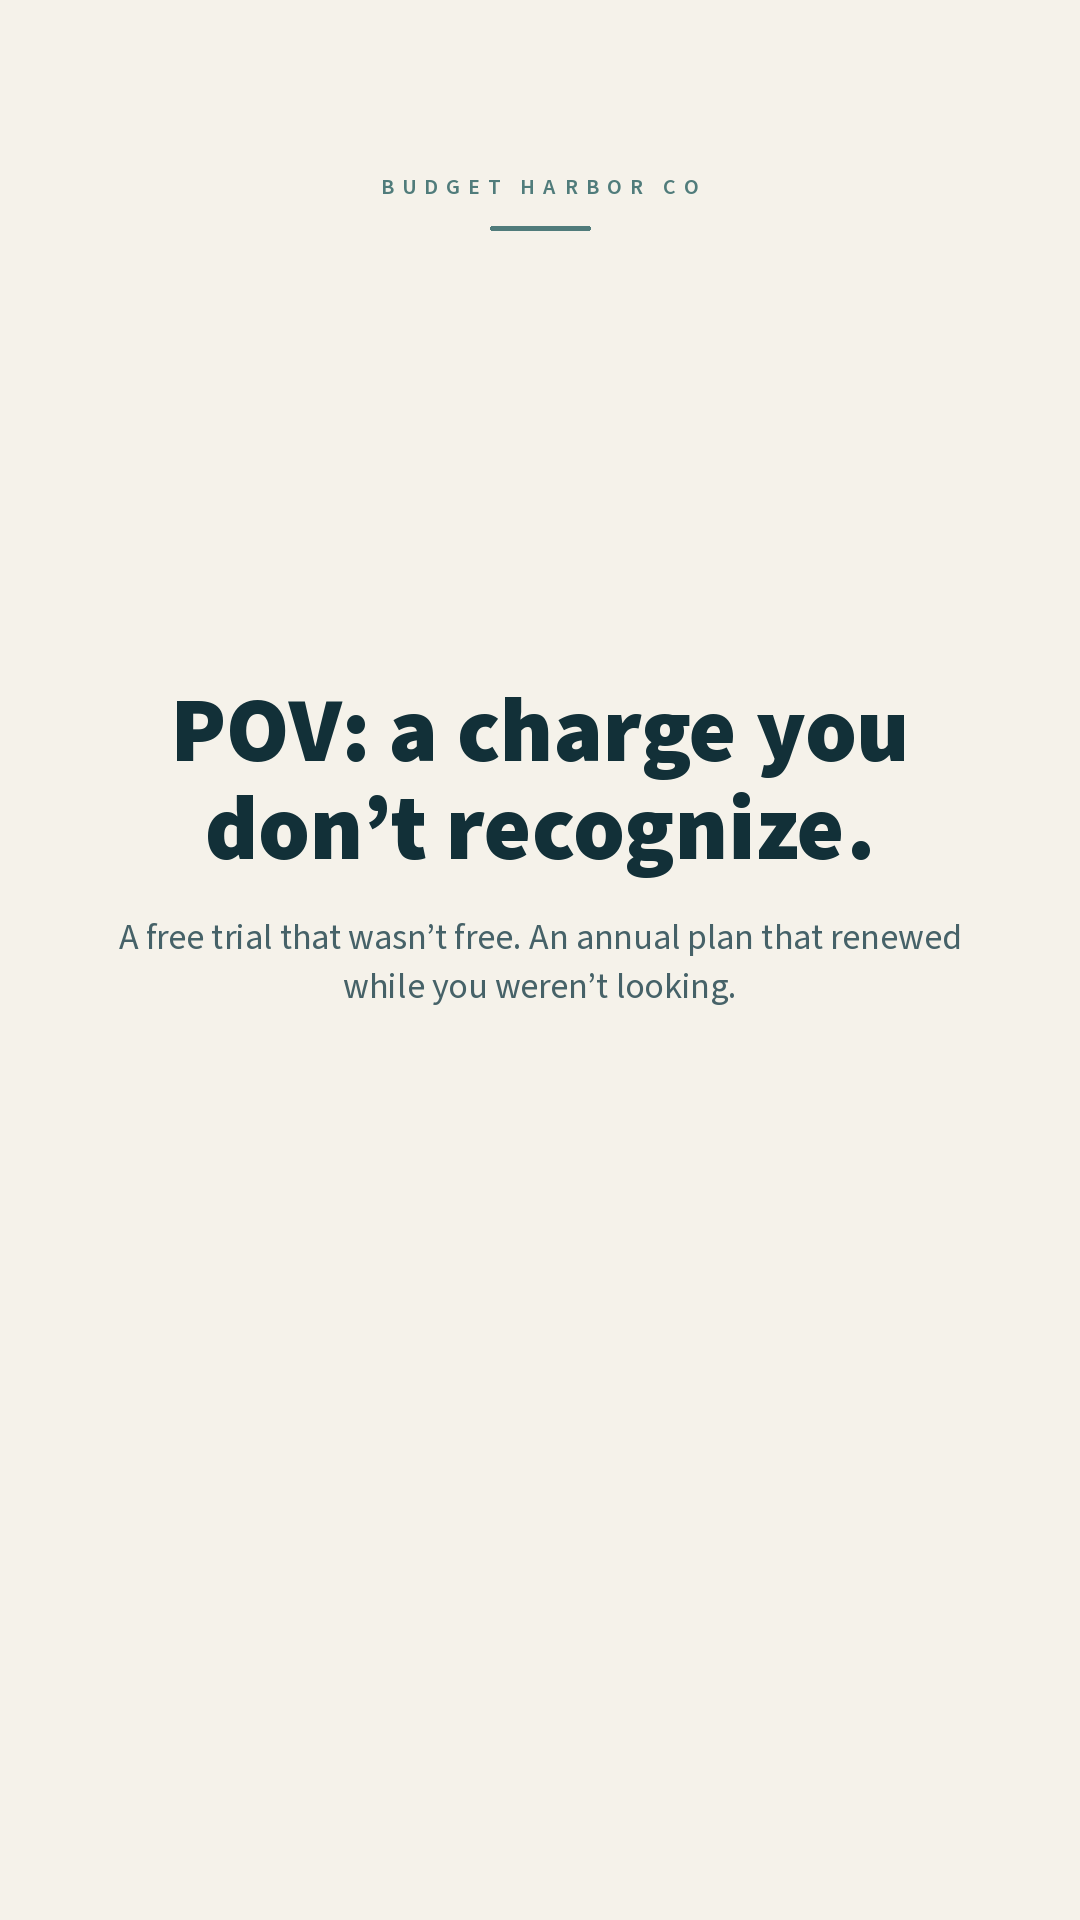 BUDGET HARBOR CO
POV: a charge you
don’t recognize.
A free trial that wasn’t free. An annual plan that renewed
while you weren’t looking.